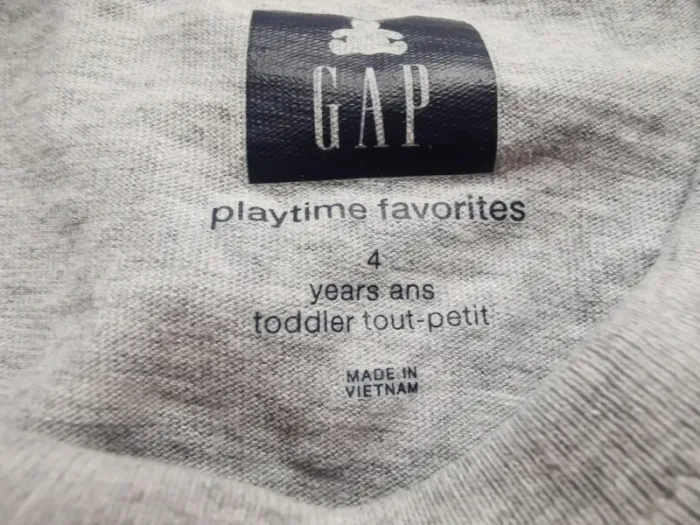 GAP
playtime favorites
4
years ans
toddler tout-petit
MADE IN
VIETNAM